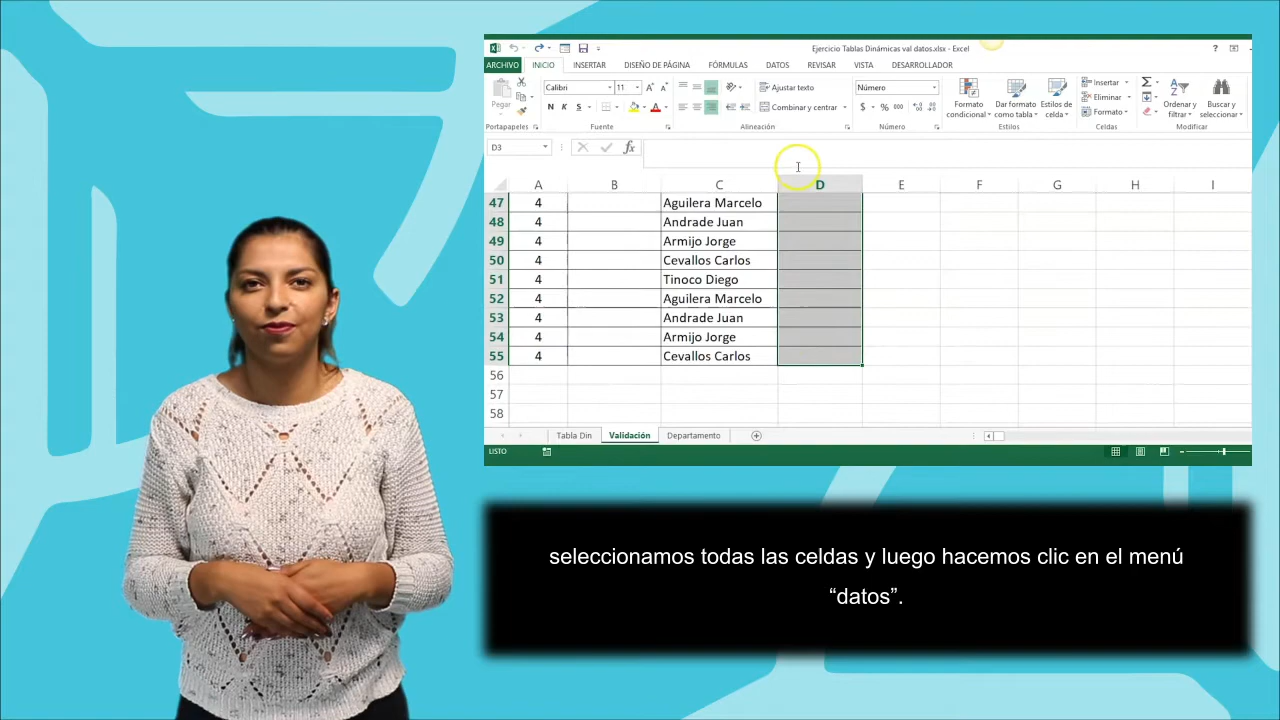 Ejercicio Tablas Dinámicas val datos.xlsx - Excel
ARCHIVO INICIO INSERTAR DISEÑO DE PÁGINA FÓRMULAS DATOS REVISAR VISTA DESARROLLADOR
Pegar
Calibri 11
N K S
Ajustar texto
Combinar y centrar
Número
$ % 000
Formato condicional
Dar formato como tabla
Estilos de celda
Insertar
Eliminar
Formato
Ordenar y filtrar
Buscar y seleccionar
Portapapeles Fuente Alineación Número Estilos Celdas Modificar
D3 fx
A B C D E F G H I
47 4 Aguilera Marcelo
48 4 Andrade Juan
49 4 Armijo Jorge
50 4 Cevallos Carlos
51 4 Tinoco Diego
52 4 Aguilera Marcelo
53 4 Andrade Juan
54 4 Armijo Jorge
55 4 Cevallos Carlos
56
57
58
Tabla Din Validación Departamento
LISTO
seleccionamos todas las celdas y luego hacemos clic en el menú
“datos”.